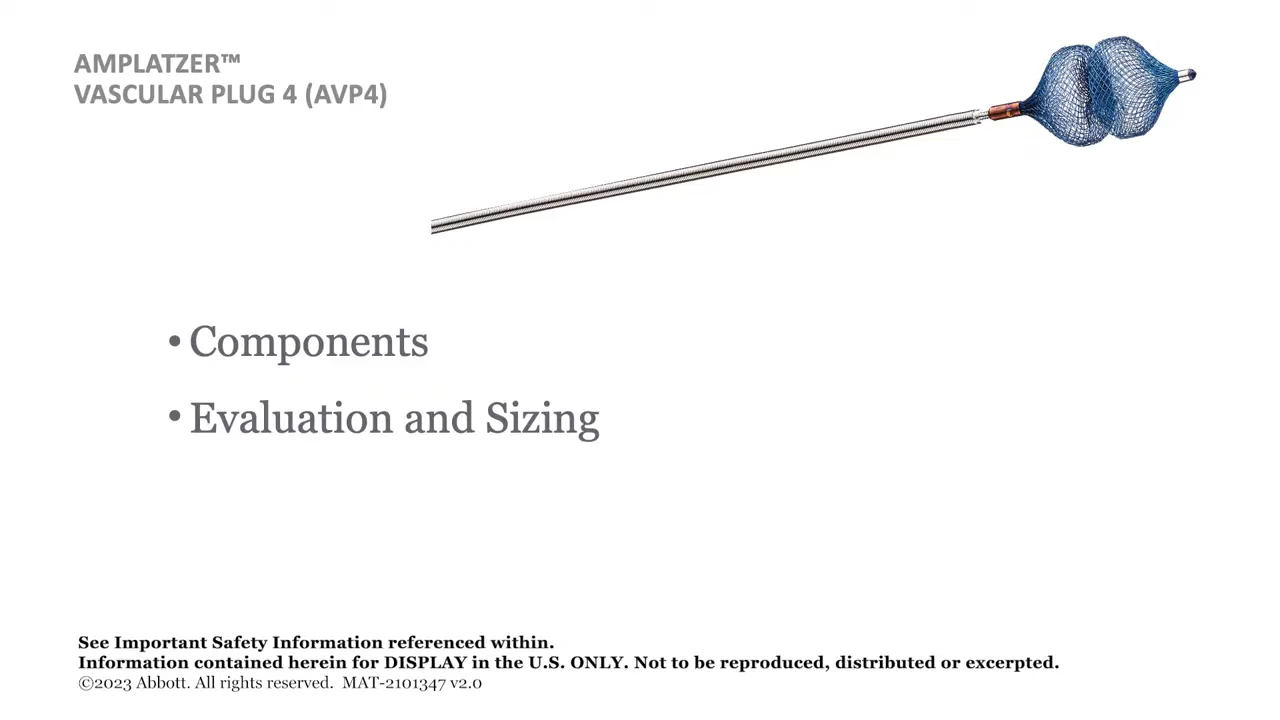 AMPLATZER™
VASCULAR PLUG 4 (AVP4)
• Components
• Evaluation and Sizing
See Important Safety Information referenced within.
Information contained herein for DISPLAY in the U.S. ONLY. Not to be reproduced, distributed or excerpted.
©2023 Abbott. All rights reserved. MAT-2101347 v2.0